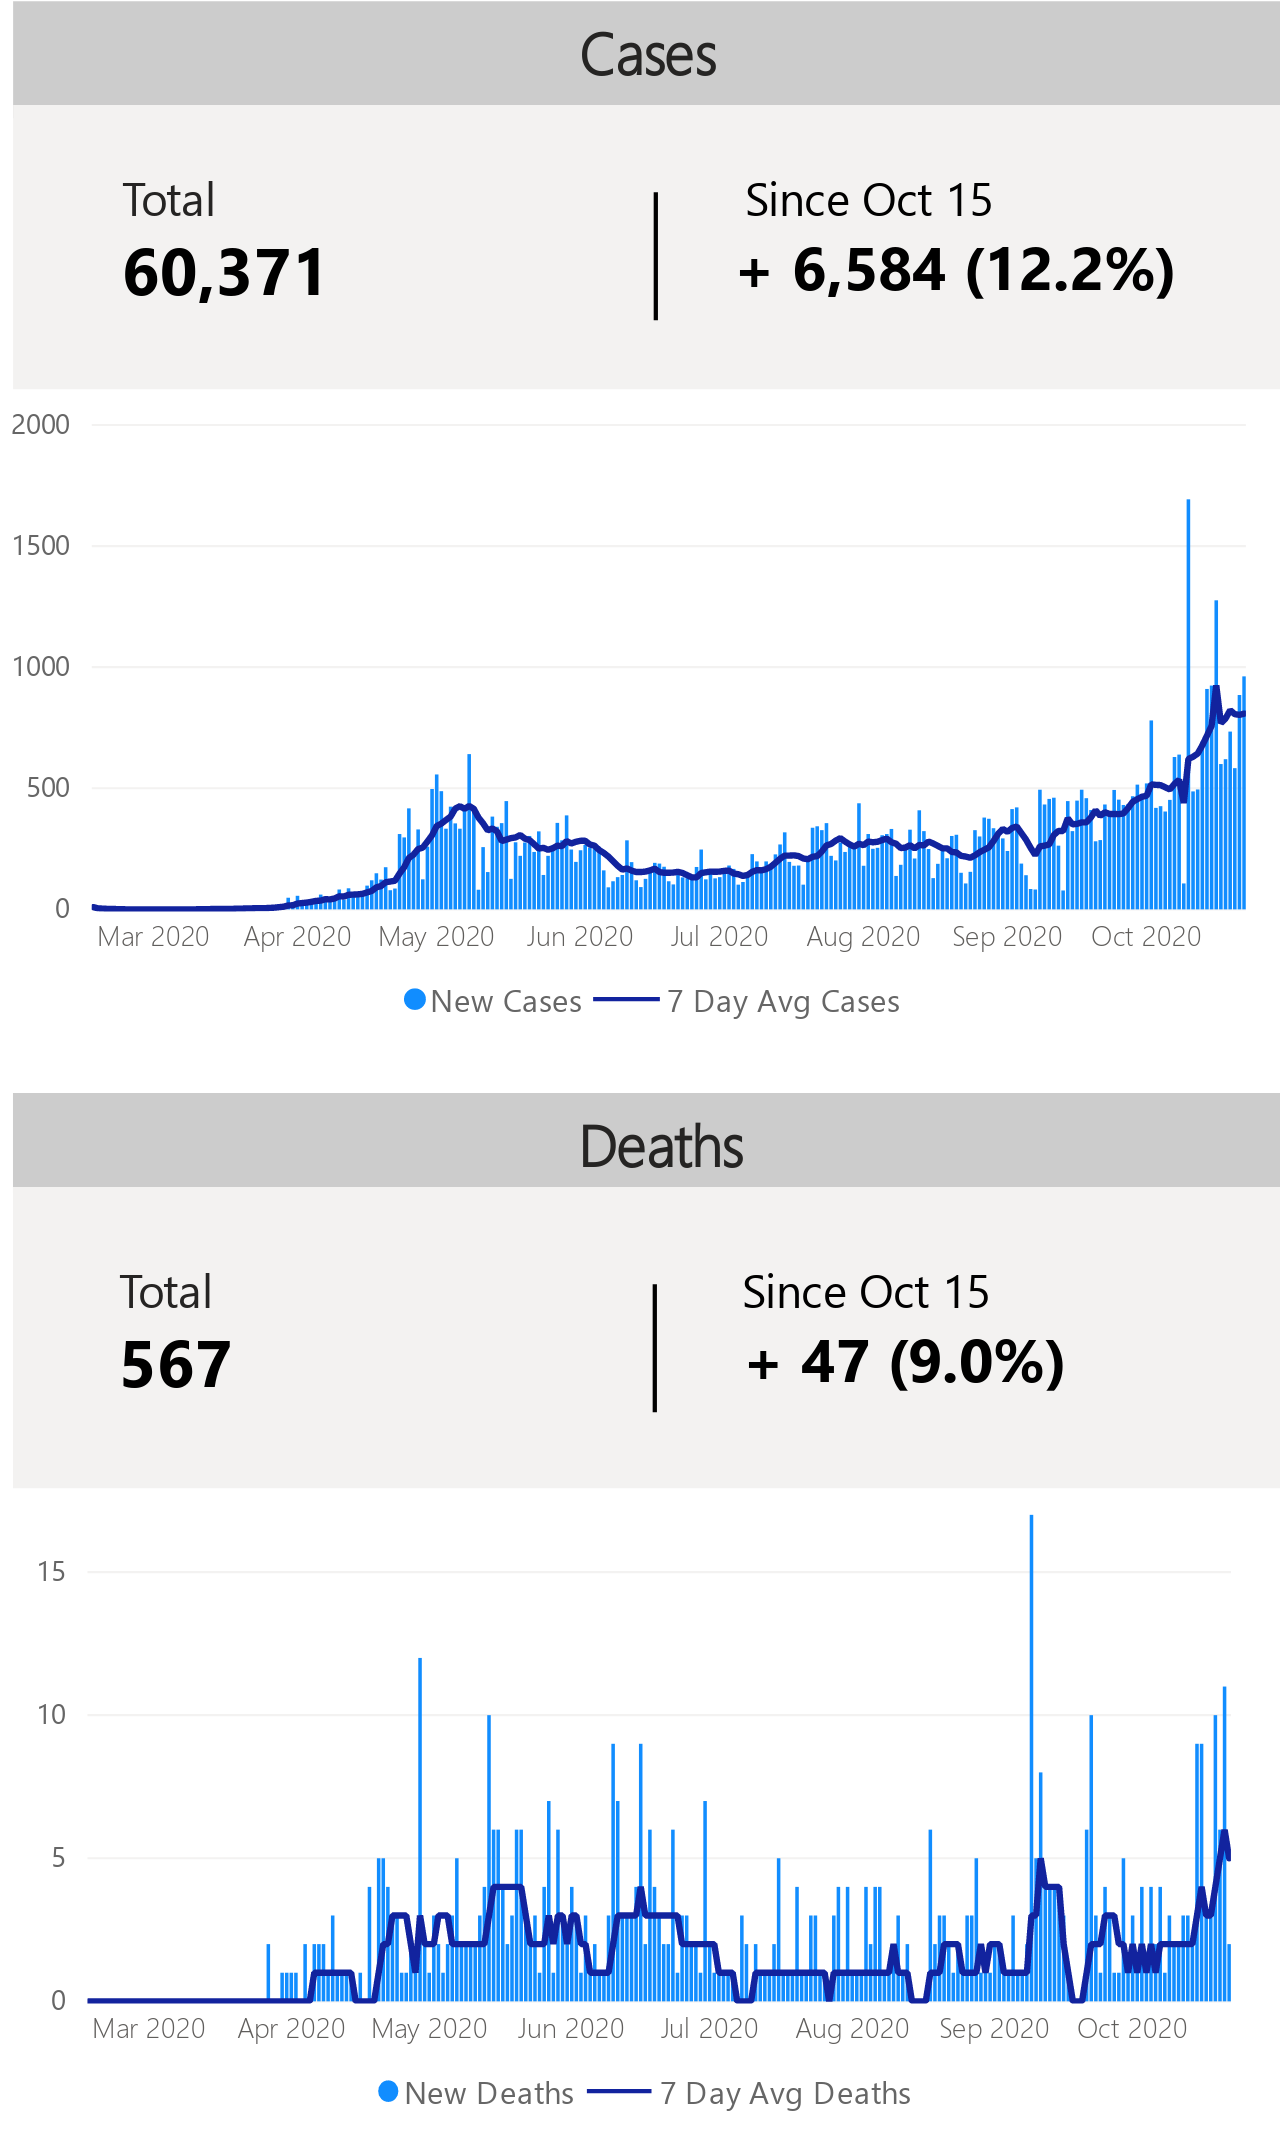 Cases
Total
Since Oct 15
60,371
+ 6,584 (12.2%)
2000
1500
1000
500
0
Mar 2020 Apr 2020 May 2020 Jun 2020 Jul 2020 Aug 2020 Sep 2020 Oct 2020
New Cases 7 Day Avg Cases
Deaths
Total
Since Oct 15
567
+ 47 (9.0%)
15
10
5
0
Mar 2020 Apr 2020 May 2020 Jun 2020 Jul 2020 Aug 2020 Sep 2020 Oct 2020
New Deaths 7 Day Avg Deaths